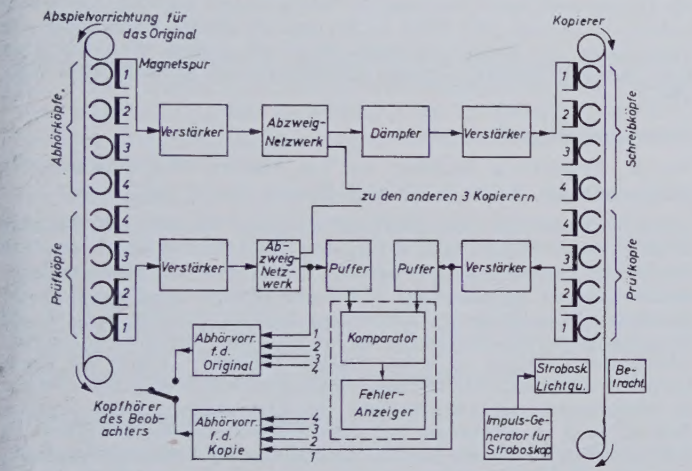 Abspielvorrichtung für
das Original
Kopierer
Magnetspur
Abhörköpfe
Prüfköpfe
1
2
3
4
4
3
2
1
Verstärker
Abzweig-
Netzwerk
Dämpfer
Verstärker
zu den anderen 3 Kopierern
Verstärker
Ab-
zweig-
Netz-
werk
Puffer
Puffer
Verstärker
1
2
3
4
4
3
2
1
Schreibköpfe
Prüfköpfe
Abhörvorr.
f.d.
Original
1
2
3
4
Komparator
Fehler-
Anzeiger
Kopfhörer
des Beob-
achters
Abhörvorr.
f.d.
Kopie
4
3
2
1
Strobosk.
Lichtqu.
Be-
tracht.
Impuls-Ge-
nerator für
Stroboskop